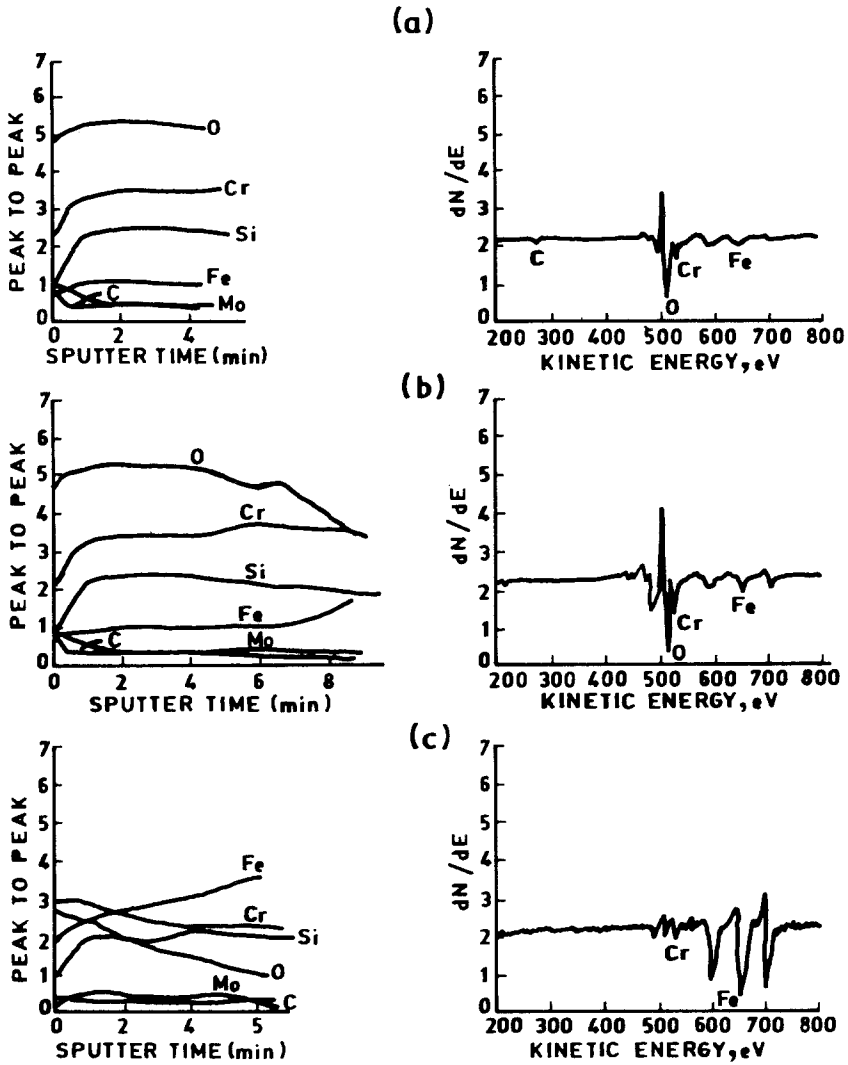 (a)
PEAK TO PEAK
7
6
5
4
3
2
1
0
O
Cr
Si
Fe
C
Mo
0 2 4
SPUTTER TIME (min)
dN/dE
7
6
5
4
3
2
1
0
C
Cr
Fe
O
200 300 400 500 600 700 800
KINETIC ENERGY, eV
(b)
PEAK TO PEAK
7
6
5
4
3
2
1
0
O
Cr
Si
Fe
C
Mo
0 2 4 6 8
SPUTTER TIME (min)
dN/dE
7
6
5
4
3
2
1
0
Cr
Fe
O
200 300 400 500 600 700 800
KINETIC ENERGY, eV
(c)
PEAK TO PEAK
7
6
5
4
3
2
1
0
Fe
Cr
Si
O
Mo
C
0 2 4 5
SPUTTER TIME (min)
dN/dE
7
6
5
4
3
2
1
0
Cr
Fe
200 300 400 500 600 700 800
KINETIC ENERGY, eV